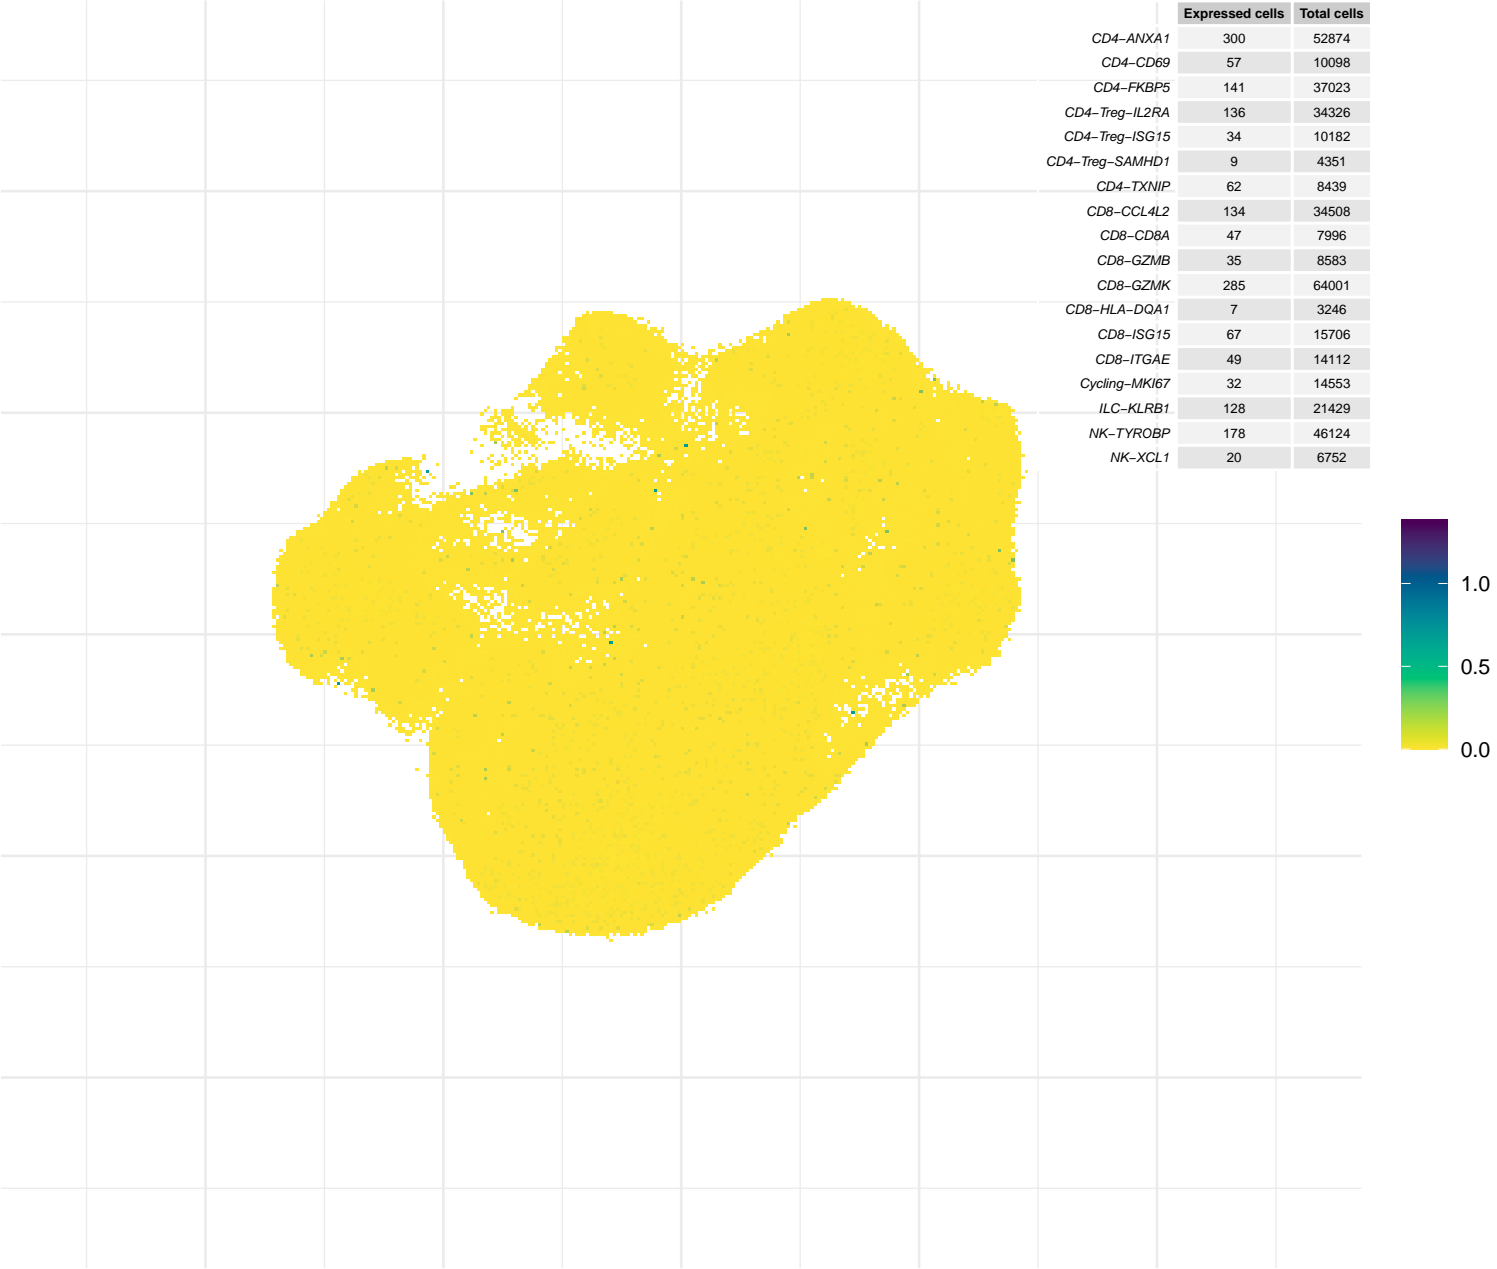 Expressed cells Total cells
CD4−ANXA1 300 52874
CD4−CD69 57 10098
CD4−FKBP5 141 37023
CD4−Treg−IL2RA 136 34326
CD4−Treg−ISG15 34 10182
CD4−Treg−SAMHD1 9 4351
CD4−TXNIP 62 8439
CD8−CCL4L2 134 34508
CD8−CD8A 47 7996
CD8−GZMB 35 8583
CD8−GZMK 285 64001
CD8−HLA−DQA1 7 3246
CD8−ISG15 67 15706
CD8−ITGAE 49 14112
Cycling−MKI67 32 14553
ILC−KLRB1 128 21429
NK−TYROBP 178 46124
NK−XCL1 20 6752
1.0
0.5
0.0